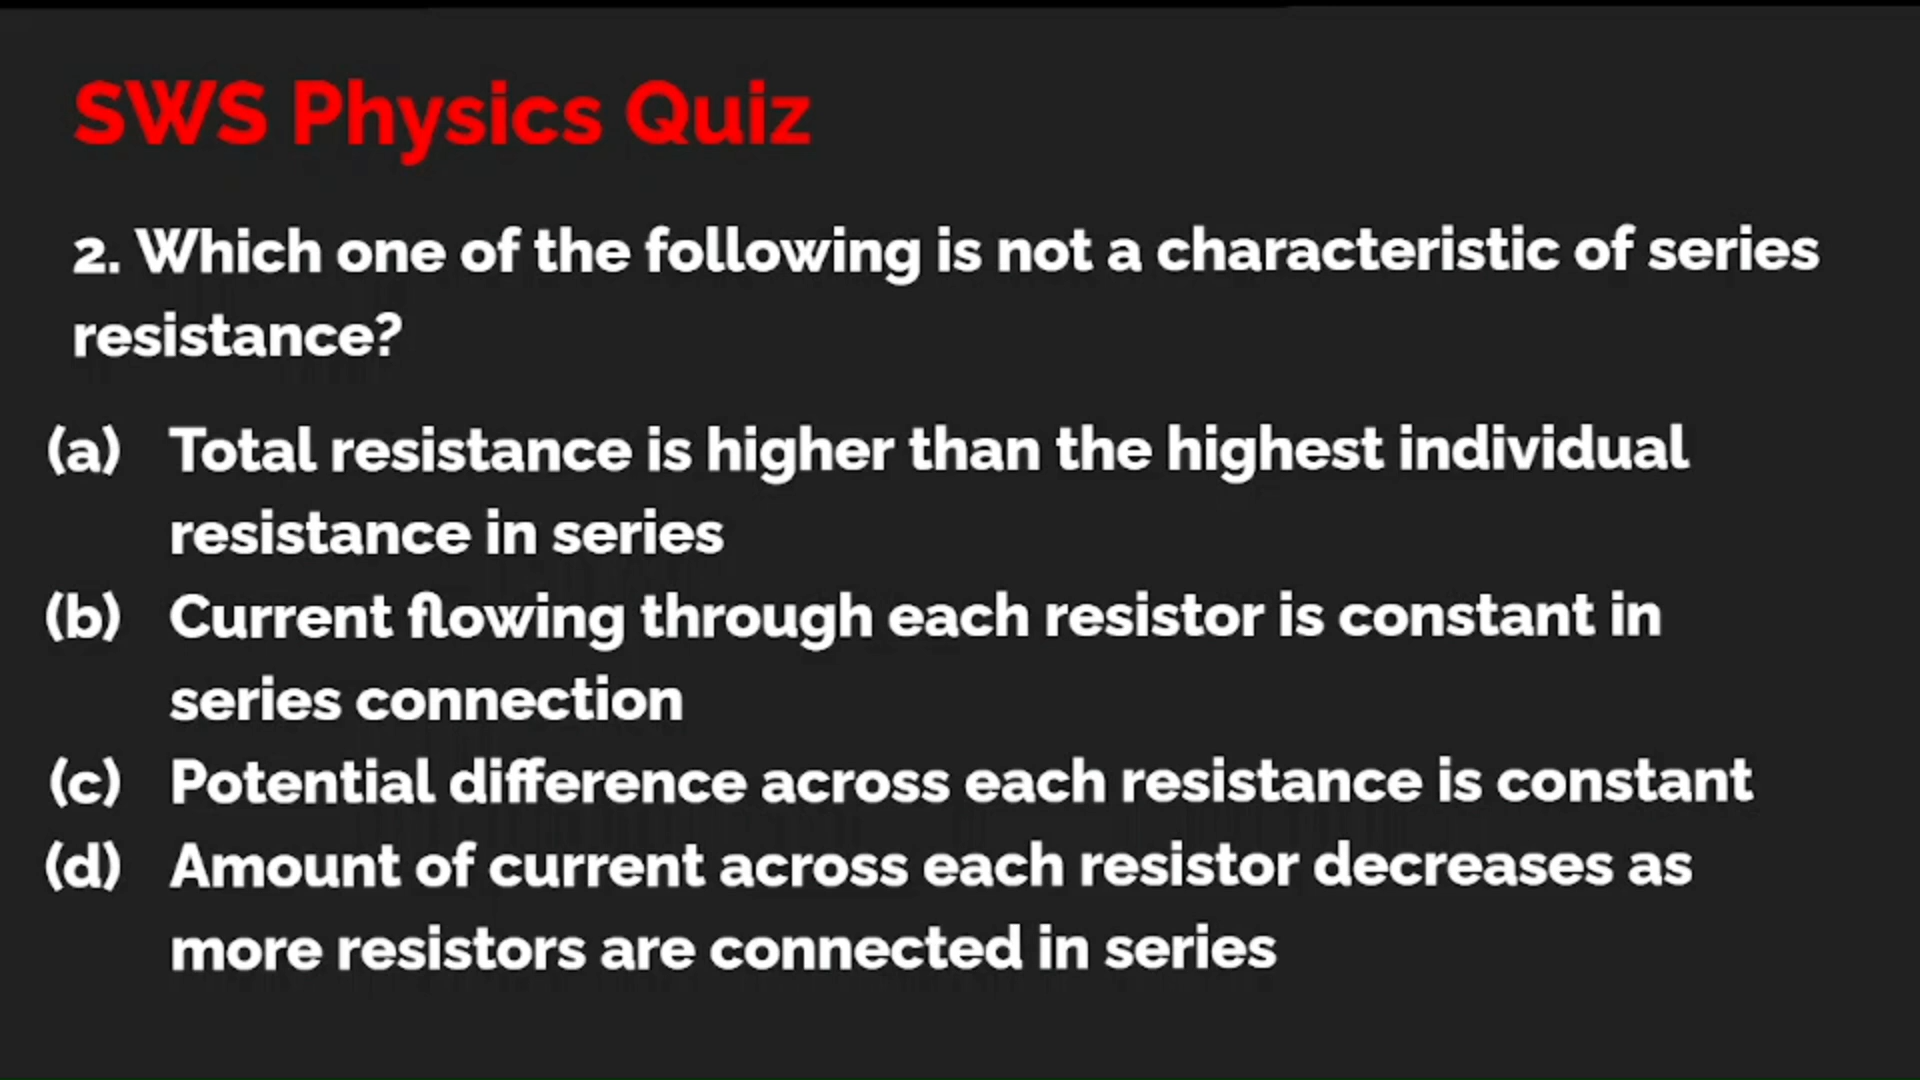 SWS Physics Quiz
2. Which one of the following is not a characteristic of series
resistance?
(a) Total resistance is higher than the highest individual
resistance in series
(b) Current flowing through each resistor is constant in
series connection
(c) Potential difference across each resistance is constant
(d) Amount of current across each resistor decreases as
more resistors are connected in series